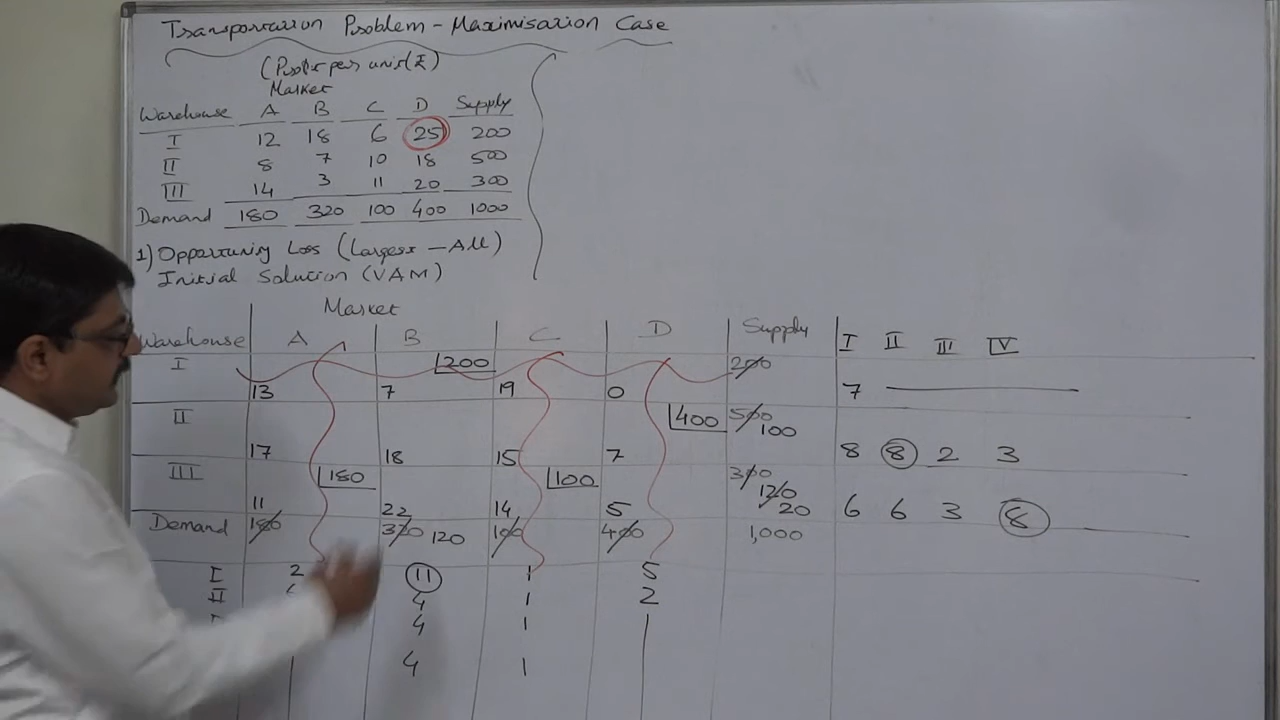 Transportation Problem - Maximisation Case
(Profit per unit (₹)
Market
Warehouse A B C D Supply
I 12 18 6 25 200
II 8 7 10 18 500
III 14 3 11 20 300
Demand 180 320 100 400 1000
1) Opportunity Loss (Largest - All)
Initial Solution (VAM)
Market
Warehouse A B C D Supply I II III IV
I 200 200
13 7 19 0 7
II 400 500
100
17 18 15 7 8 8 2 3
III 180 100 300
120
20
11 22 14 5 6 6 3 8
Demand 180 320 120 100 400 1,000
I 2 11 1 5
II 4 1 2
4 1
4 1